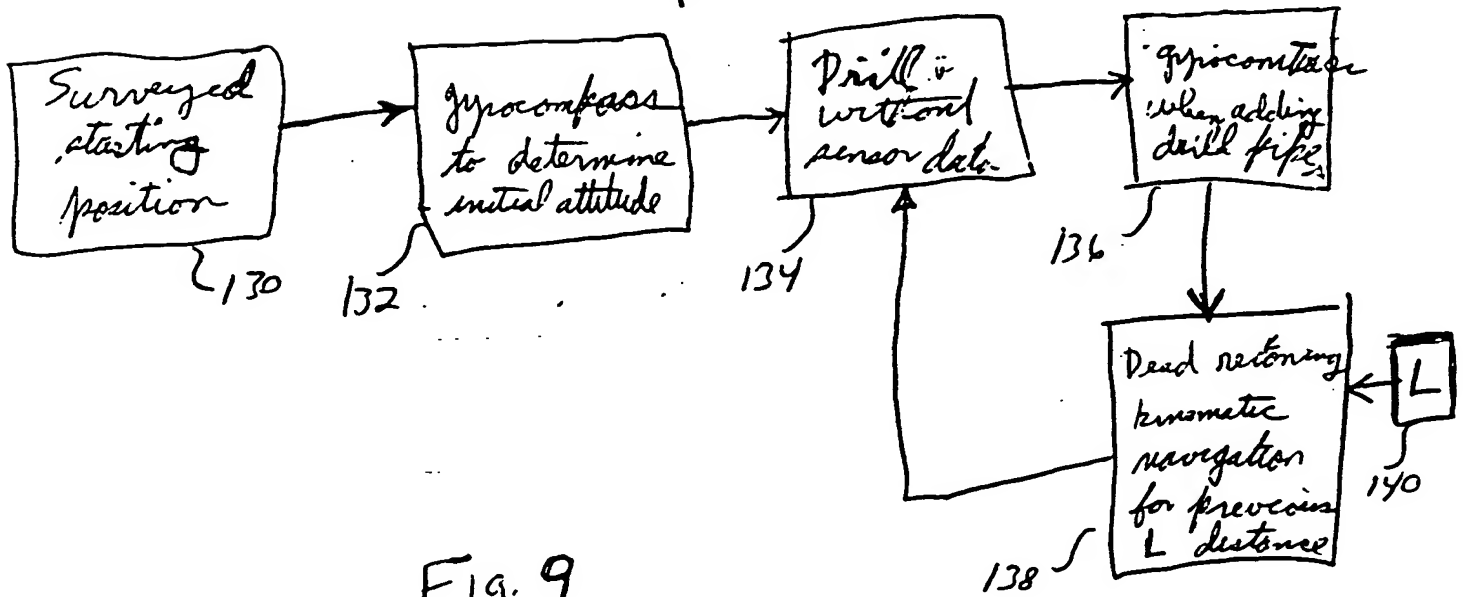 Surveyed
starting
position
130
gyrocompass
to determine
initial attitude
132
Drill
without
sensor data
134
gyrocompass
when adding
drill pipe
136
Dead reckoning
kinematic
navigation
for previous
L distance
138
L
140
Fig. 9